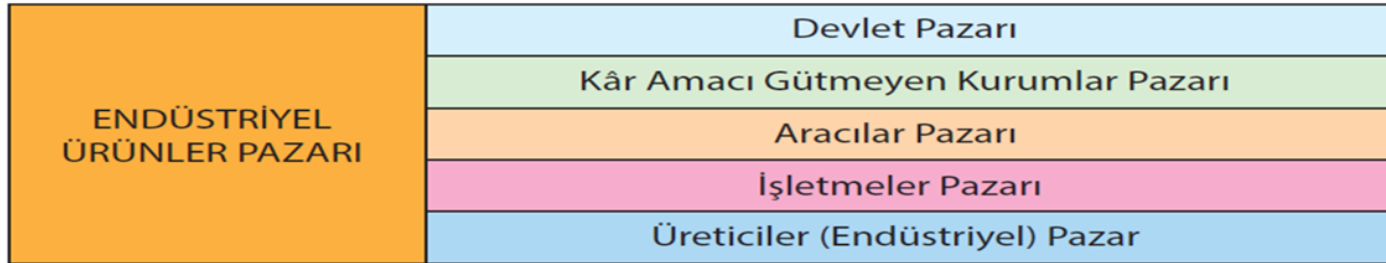 ENDÜSTRİYEL
ÜRÜNLER PAZARI
Devlet Pazarı
Kâr Amacı Gütmeyen Kurumlar Pazarı
Aracılar Pazarı
İşletmeler Pazarı
Üreticiler (Endüstriyel) Pazar